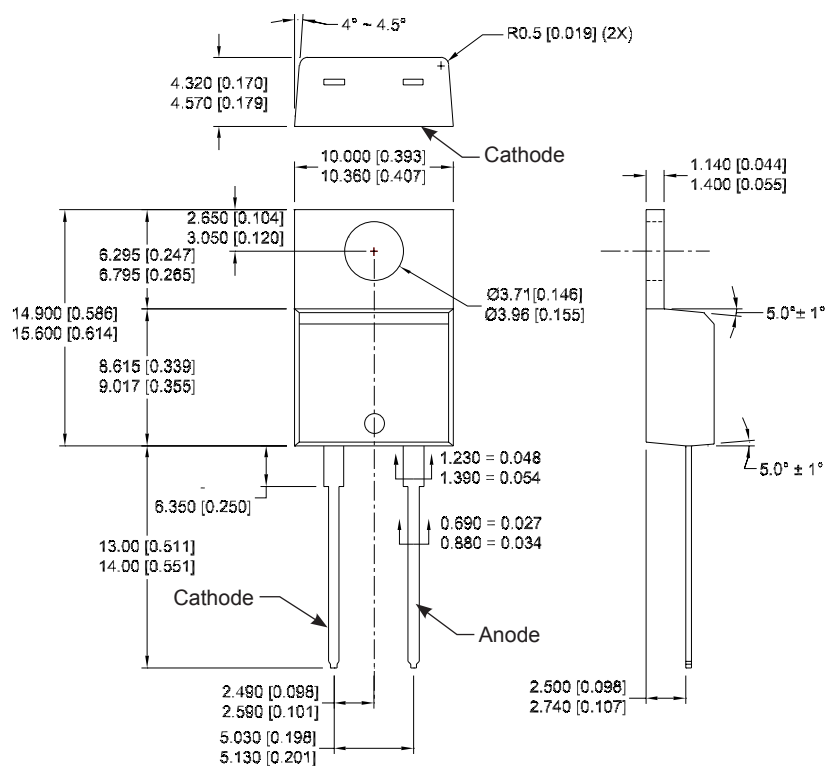 4° ~ 4.5°
R0.5 [0.019] (2X)
4.320 [0.170]
4.570 [0.179]
Cathode
10.000 [0.393]
10.360 [0.407]
1.140 [0.044]
1.400 [0.055]
2.650 [0.104]
3.050 [0.120]
6.295 [0.247]
6.795 [0.265]
Ø3.71[0.146]
Ø3.96 [0.155]
14.900 [0.586]
15.600 [0.614]
5.0°± 1°
8.615 [0.339]
9.017 [0.355]
1.230 = 0.048
1.390 = 0.054
5.0° ± 1°
-
6.350 [0.250]
0.690 = 0.027
0.880 = 0.034
13.00 [0.511]
14.00 [0.551]
Cathode
Anode
2.490 [0.098]
2.590 [0.101]
2.500 [0.098]
2.740 [0.107]
5.030 [0.198]
5.130 [0.201]